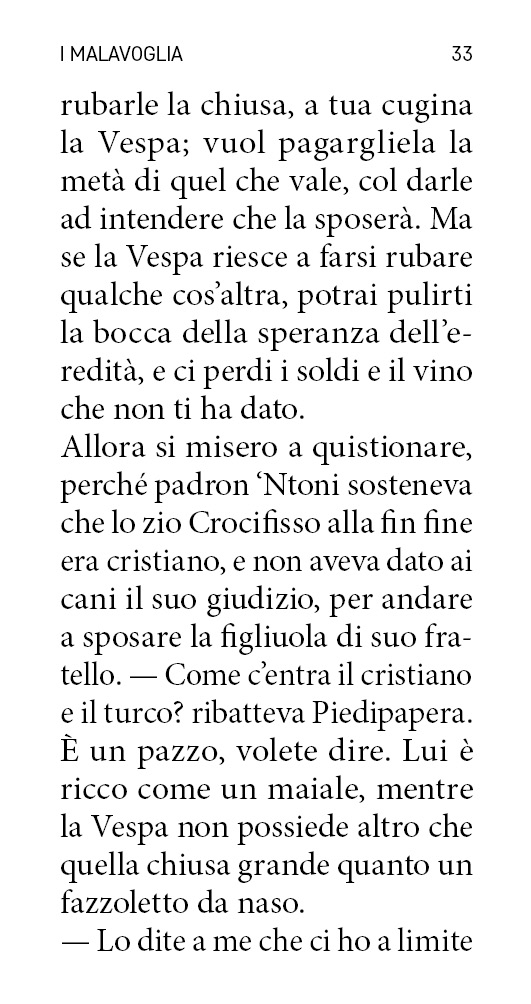 I MALAVOGLIA 33
rubarle la chiusa, a tua cugina
la Vespa; vuol pagargliela la
metà di quel che vale, col darle
ad intendere che la sposerà. Ma
se la Vespa riesce a farsi rubare
qualche cos’altra, potrai pulirti
la bocca della speranza dell’e-
redità, e ci perdi i soldi e il vino
che non ti ha dato.
Allora si misero a quistionare,
perché padron ‘Ntoni sosteneva
che lo zio Crocifisso alla fin fine
era cristiano, e non aveva dato ai
cani il suo giudizio, per andare
a sposare la figliuola di suo fra-
tello. — Come c’entra il cristiano
e il turco? ribatteva Piedipapera.
È un pazzo, volete dire. Lui è
ricco come un maiale, mentre
la Vespa non possiede altro che
quella chiusa grande quanto un
fazzoletto da naso.
— Lo dite a me che ci ho a limite